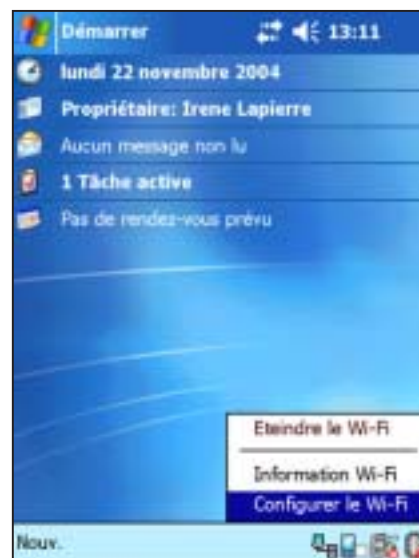 Démarrer 13:11
lundi 22 novembre 2004
Propriétaire: Irene Lapierre
Aucun message non lu
1 Tâche active
Pas de rendez-vous prévu
Eteindre le Wi-Fi
Information Wi-Fi
Configurer le Wi-Fi
Nouv.